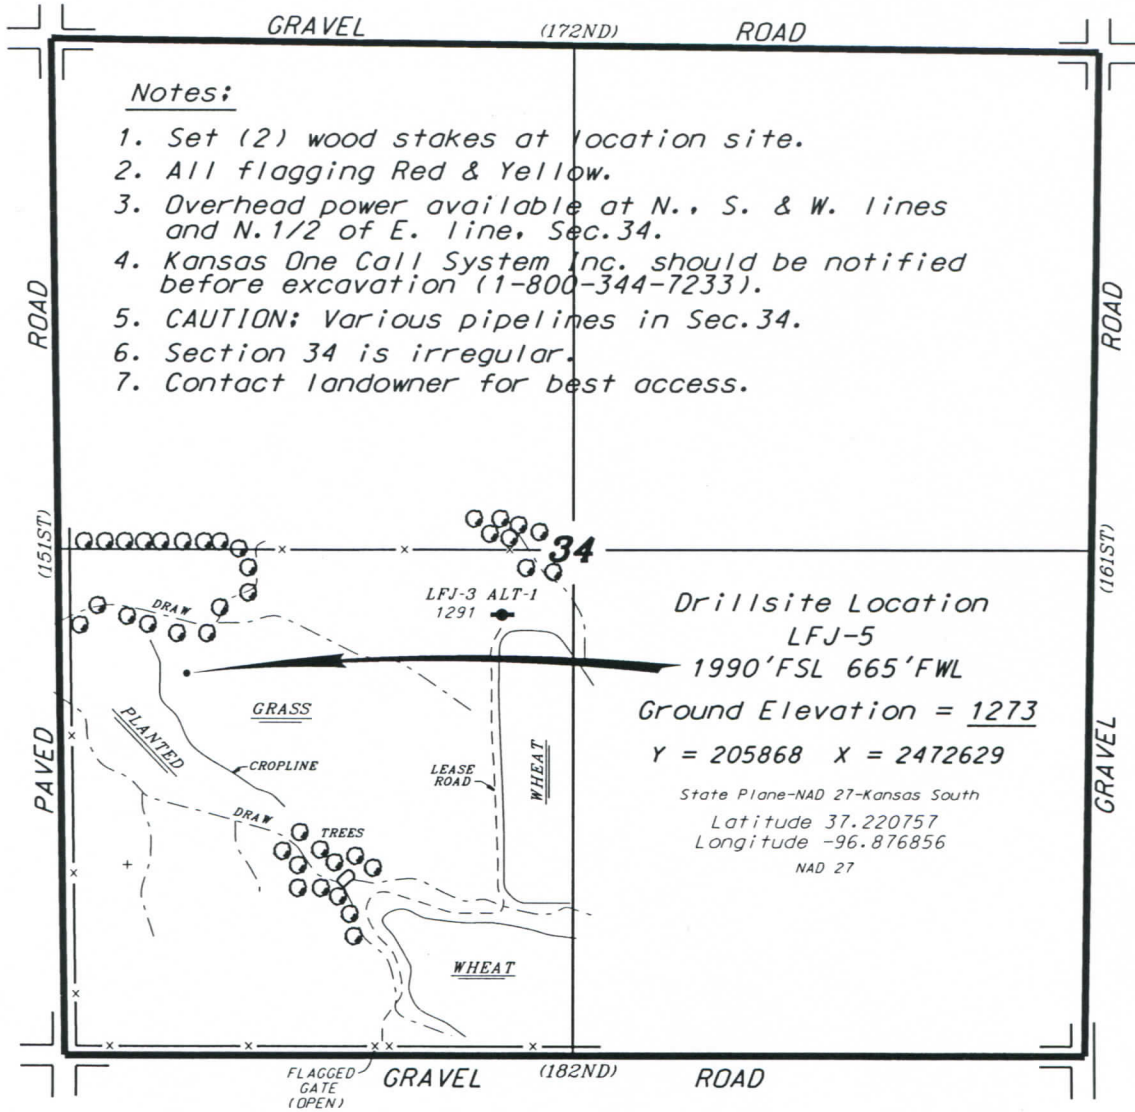 GRAVEL (172ND) ROAD
Notes:
1. Set (2) wood stakes at location site.
2. All flagging Red & Yellow.
3. Overhead power available at N., S. & W. lines
and N.1/2 of E. line, Sec.34.
4. Kansas One Call System Inc. should be notified
before excavation (1-800-344-7233).
5. CAUTION: Various pipelines in Sec.34.
6. Section 34 is irregular.
7. Contact landowner for best access.
ROAD
(151ST)
PAVED
ROAD
(161ST)
GRAVEL
34
DRAW
LFJ-3 ALT-1
1291
Drillsite Location
LFJ-5
1990'FSL 665'FWL
Ground Elevation = 1273
Y = 205868 X = 2472629
State Plane-NAD 27-Kansas South
Latitude 37.220757
Longitude -96.876856
NAD 27
GRASS
PLANTED
CROPLINE
LEASE
ROAD
WHEAT
DRAW
TREES
WHEAT
FLAGGED
GATE
(OPEN)
GRAVEL (182ND) ROAD